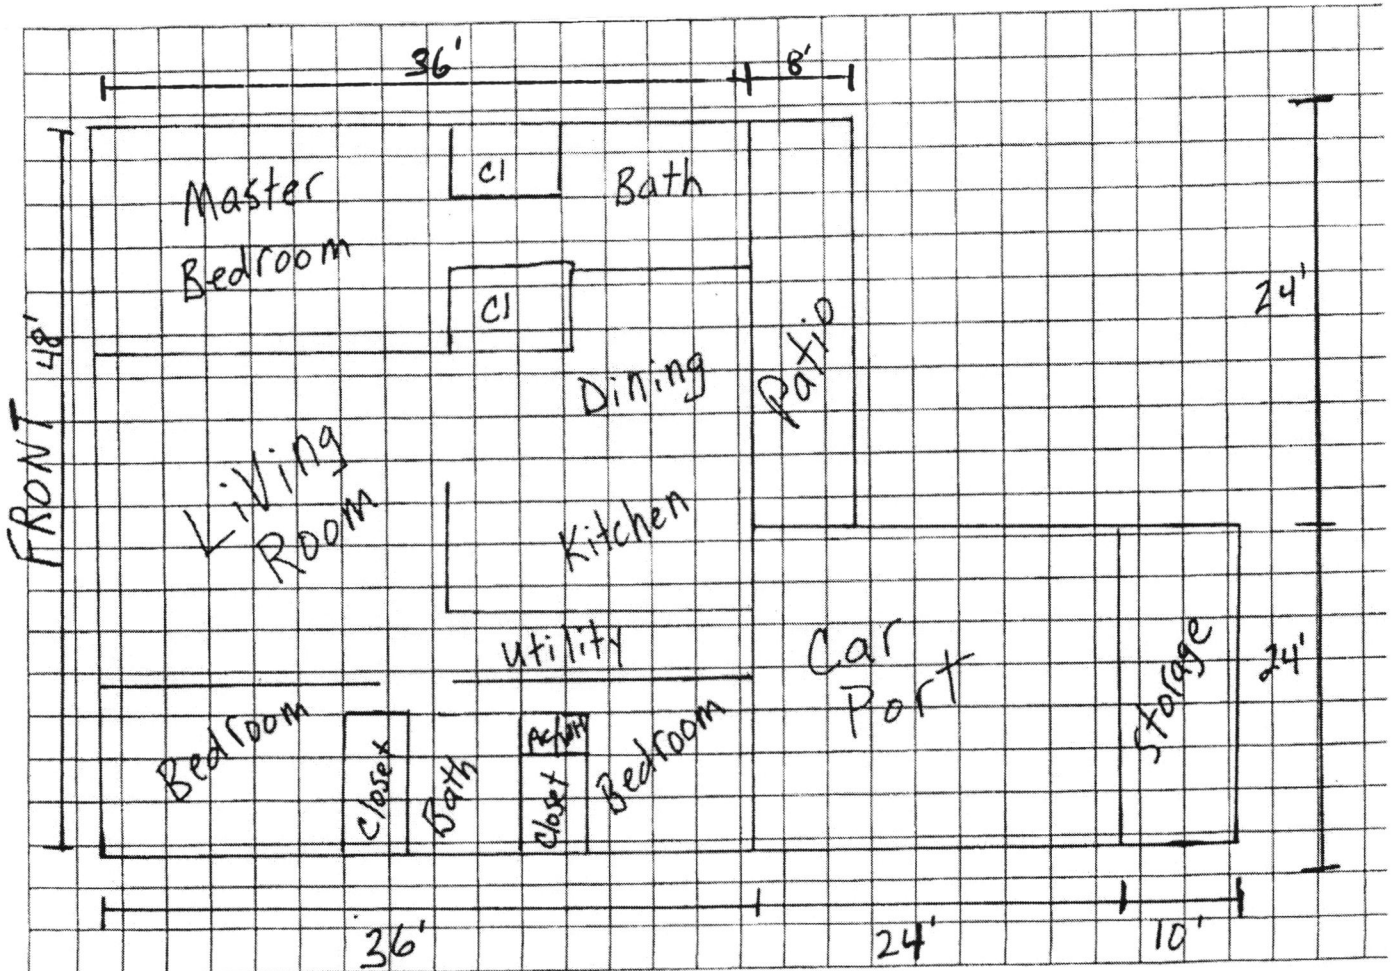 36'
8'
Master
Bedroom
Cl
Bath
Cl
24'
FRONT 48'
Dining
Patio
Living
Room
Kitchen
utility
Car
Port
Storage
24'
Bedroom
Closet
Bath
Closet
Bedroom
36'
24'
10'